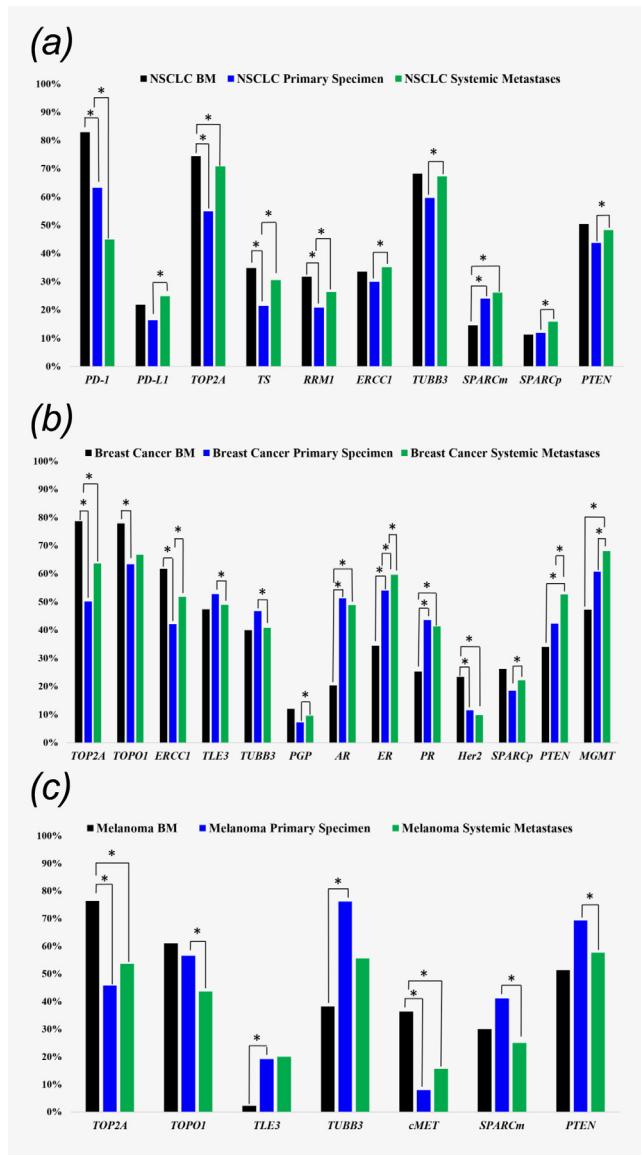 (a)
NSCLC BM NSCLC Primary Specimen NSCLC Systemic Metastases
100%
90%
80%
70%
60%
50%
40%
30%
20%
10%
0%
* * * * * * * * * * * * * * *
PD-1 PD-L1 TOP2A TS RRM1 ERCC1 TUBB3 SPARCm SPARCp PTEN
(b)
Breast Cancer BM Breast Cancer Primary Specimen Breast Cancer Systemic Metastases
100%
90%
80%
70%
60%
50%
40%
30%
20%
10%
0%
* * * * * * * * * * * * * * * * * * * * *
TOP2A TOPO1 ERCC1 TLE3 TUBB3 PGP AR ER PR Her2 SPARCp PTEN MGMT
(c)
Melanoma BM Melanoma Primary Specimen Melanoma Systemic Metastases
100%
90%
80%
70%
60%
50%
40%
30%
20%
10%
0%
* * * * * * * * *
TOP2A TOPO1 TLE3 TUBB3 cMET SPARCm PTEN